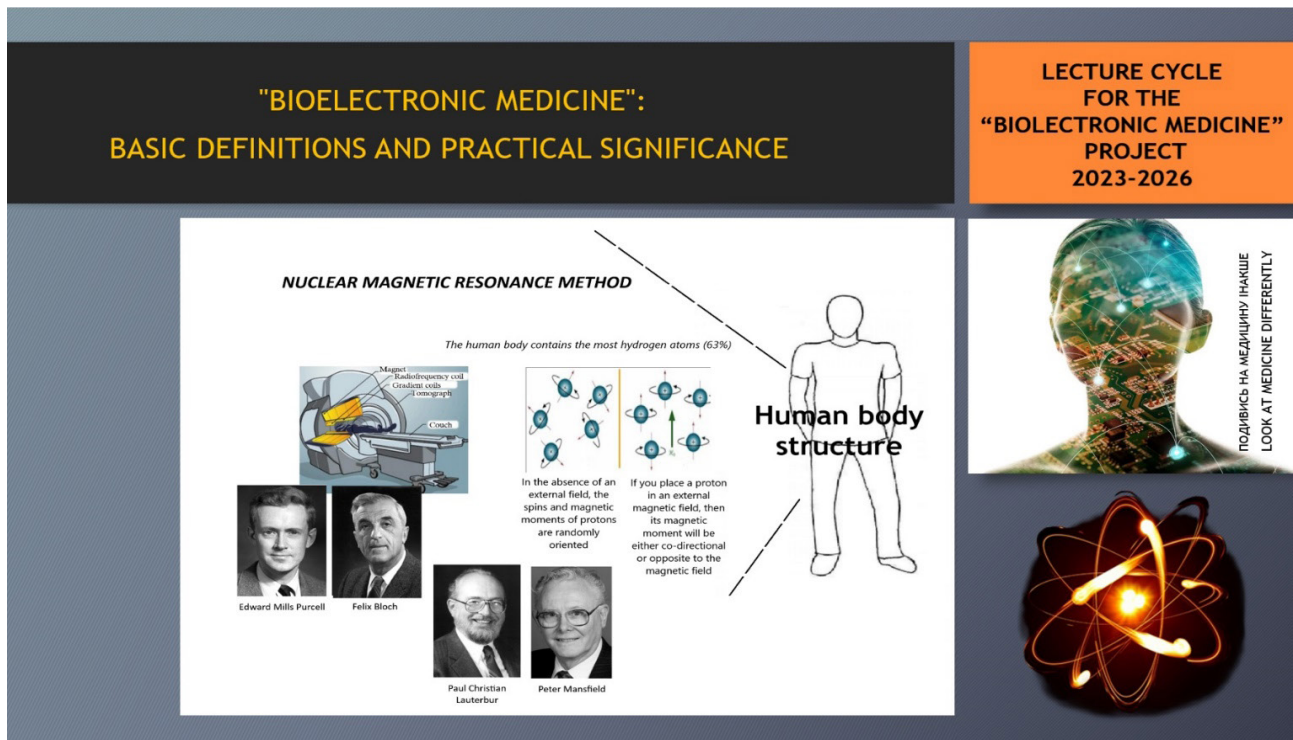 "BIOELECTRONIC MEDICINE":
BASIC DEFINITIONS AND PRACTICAL SIGNIFICANCE
LECTURE CYCLE
FOR THE
“BIOLECTRONIC MEDICINE”
PROJECT
2023-2026
NUCLEAR MAGNETIC RESONANCE METHOD
The human body contains the most hydrogen atoms (63%)
Magnet
Radiofrequency coil
Gradient coils
Tomograph
Couch
In the absence of an
external field, the
spins and magnetic
moments of protons
are randomly
oriented
If you place a proton
in an external
magnetic field, then
its magnetic
moment will be
either co-directional
or opposite to the
magnetic field
Human body
structure
Edward Mills Purcell
Felix Bloch
Paul Christian
Lauterbur
Peter Mansfield
ПОДИВИСЬ НА МЕДИЦИНУ ІНАКШЕ
LOOK AT MEDICINE DIFFERENTLY